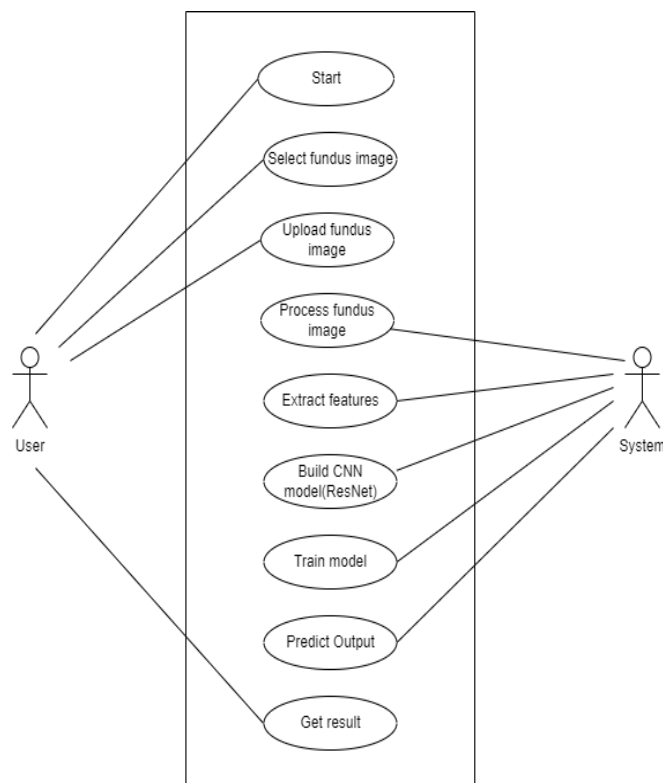 Start
Select fundus image
Upload fundus
image
Process fundus
image
Extract features
User
System
Build CNN
model(ResNet)
Train model
Predict Output
Get result